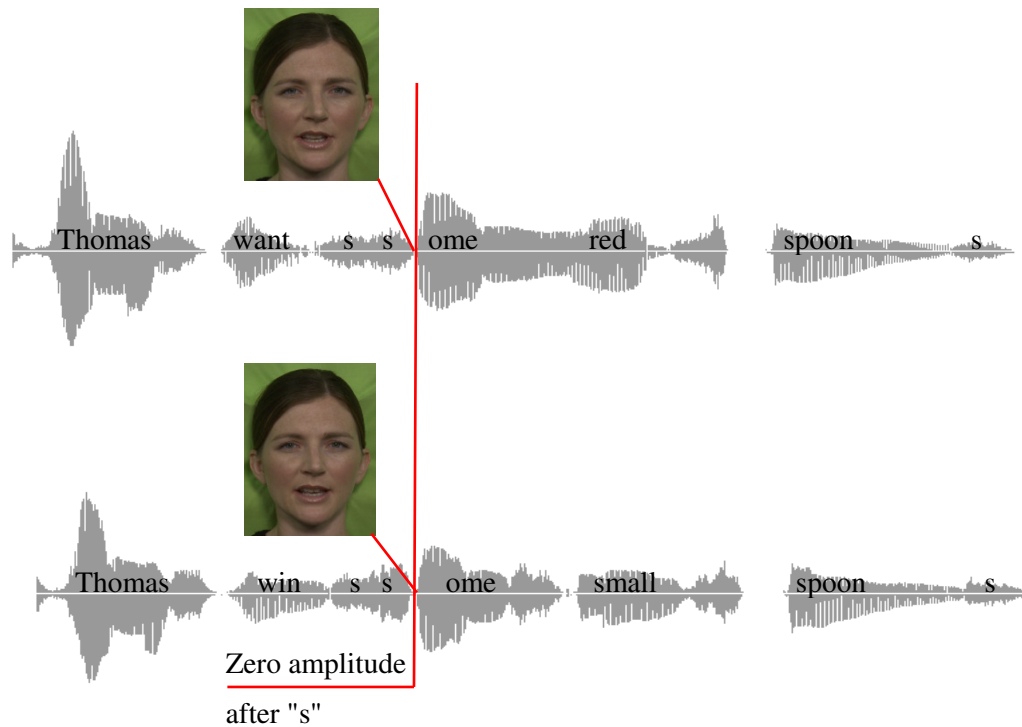 Thomas want s s ome red spoon s
Thomas win s s ome small spoon s
Zero amplitude
after "s"